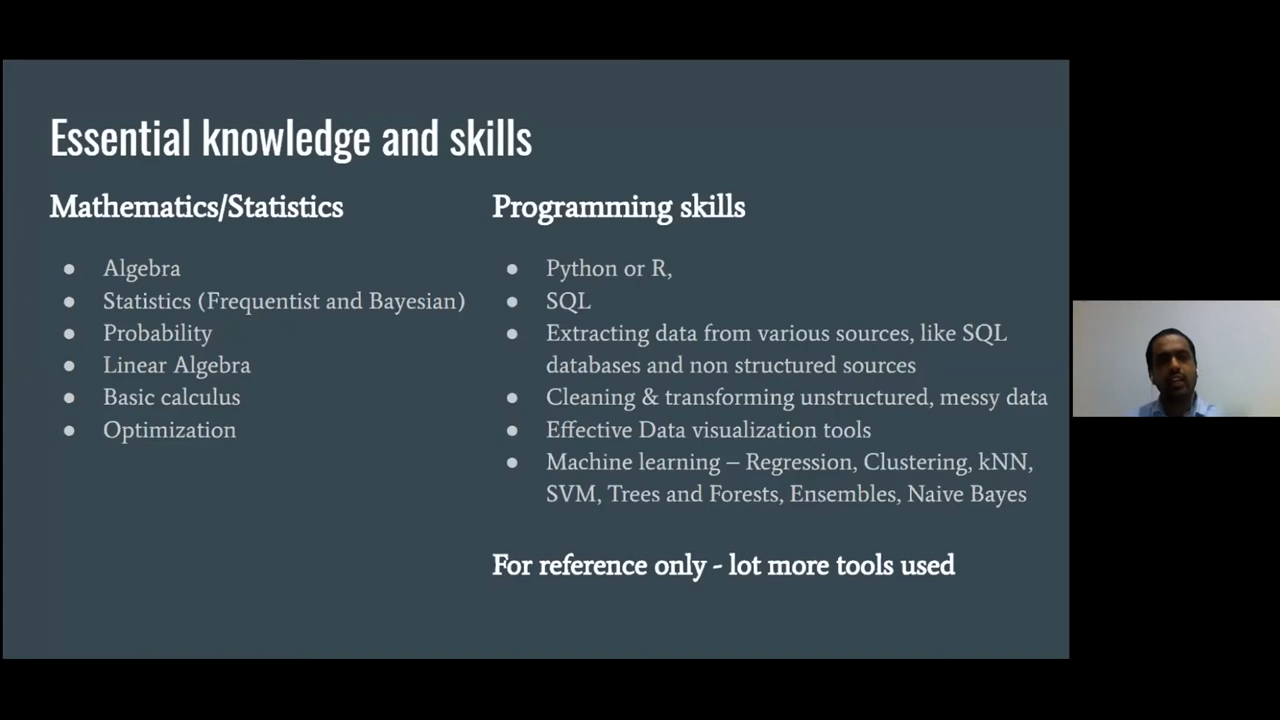 Essential knowledge and skills
Mathematics/Statistics
● Algebra
● Statistics (Frequentist and Bayesian)
● Probability
● Linear Algebra
● Basic calculus
● Optimization
Programming skills
● Python or R,
● SQL
● Extracting data from various sources, like SQL
databases and non structured sources
● Cleaning & transforming unstructured, messy data
● Effective Data visualization tools
● Machine learning – Regression, Clustering, kNN,
SVM, Trees and Forests, Ensembles, Naive Bayes
For reference only - lot more tools used